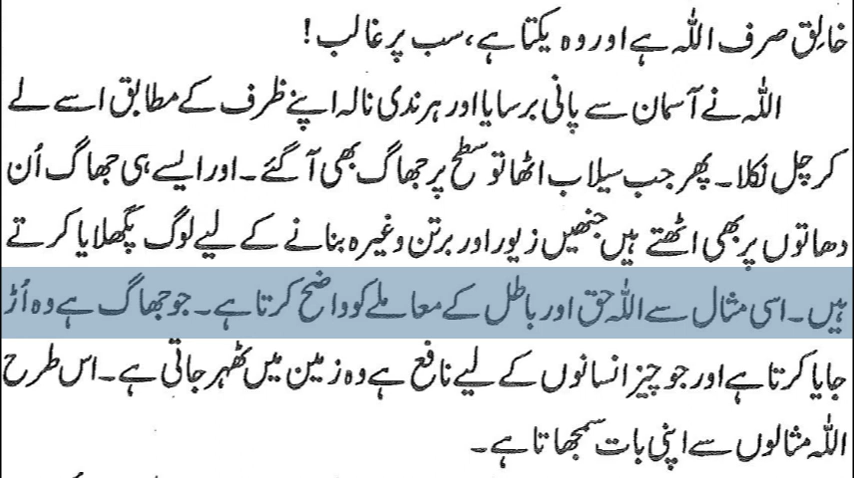 خالِق صرف اللہ ہے اور وہ یکتا ہے، سب پر غالب!
اللہ نے آسمان سے پانی برسایا اور ہر ندی نالہ اپنے ظرف کے مطابق اسے لے
کر چل نکلا۔ پھر جب سیلاب اٹھا تو سطح پر جھاگ بھی آ گئے۔ اور ایسے ہی جھاگ اُن
دھاتوں پر بھی اٹھتے ہیں جنھیں زیور اور برتن وغیرہ بنانے کے لیے لوگ پگھلایا کرتے
ہیں۔ اسی مثال سے اللہ حق اور باطل کے معاملے کو واضح کرتا ہے۔ جو جھاگ ہے وہ اُڑ
جایا کرتا ہے اور جو چیز انسانوں کے لیے نافع ہے وہ زمین میں ٹھہر جاتی ہے۔ اس طرح
اللہ مثالوں سے اپنی بات سمجھاتا ہے۔